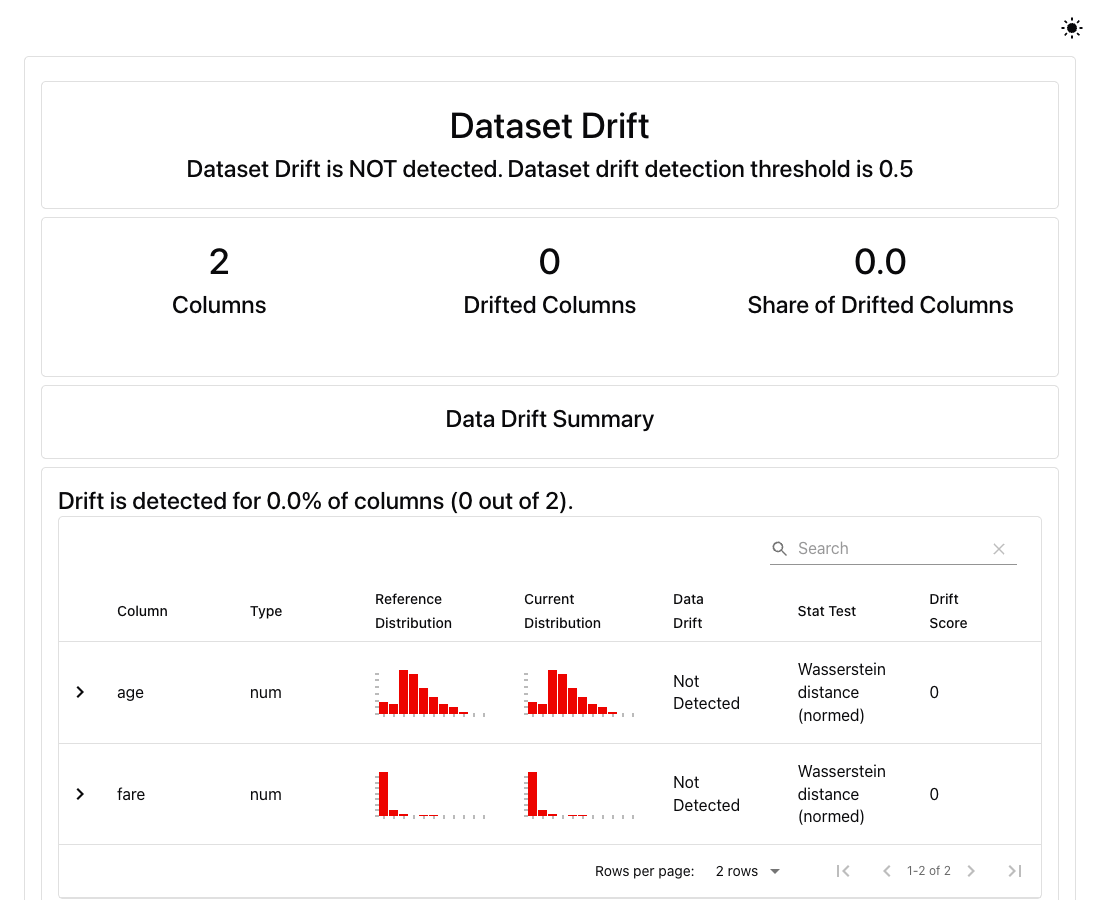 Dataset Drift
Dataset Drift is NOT detected. Dataset drift detection threshold is 0.5
2
Columns
0
Drifted Columns
0.0
Share of Drifted Columns
Data Drift Summary
Drift is detected for 0.0% of columns (0 out of 2).
Search
Column
Type
Reference
Distribution
Current
Distribution
Data
Drift
Stat Test
Drift
Score
age
num
Not
Detected
Wasserstein
distance
(normed)
0
fare
num
Not
Detected
Wasserstein
distance
(normed)
0
Rows per page:
2 rows
1-2 of 2